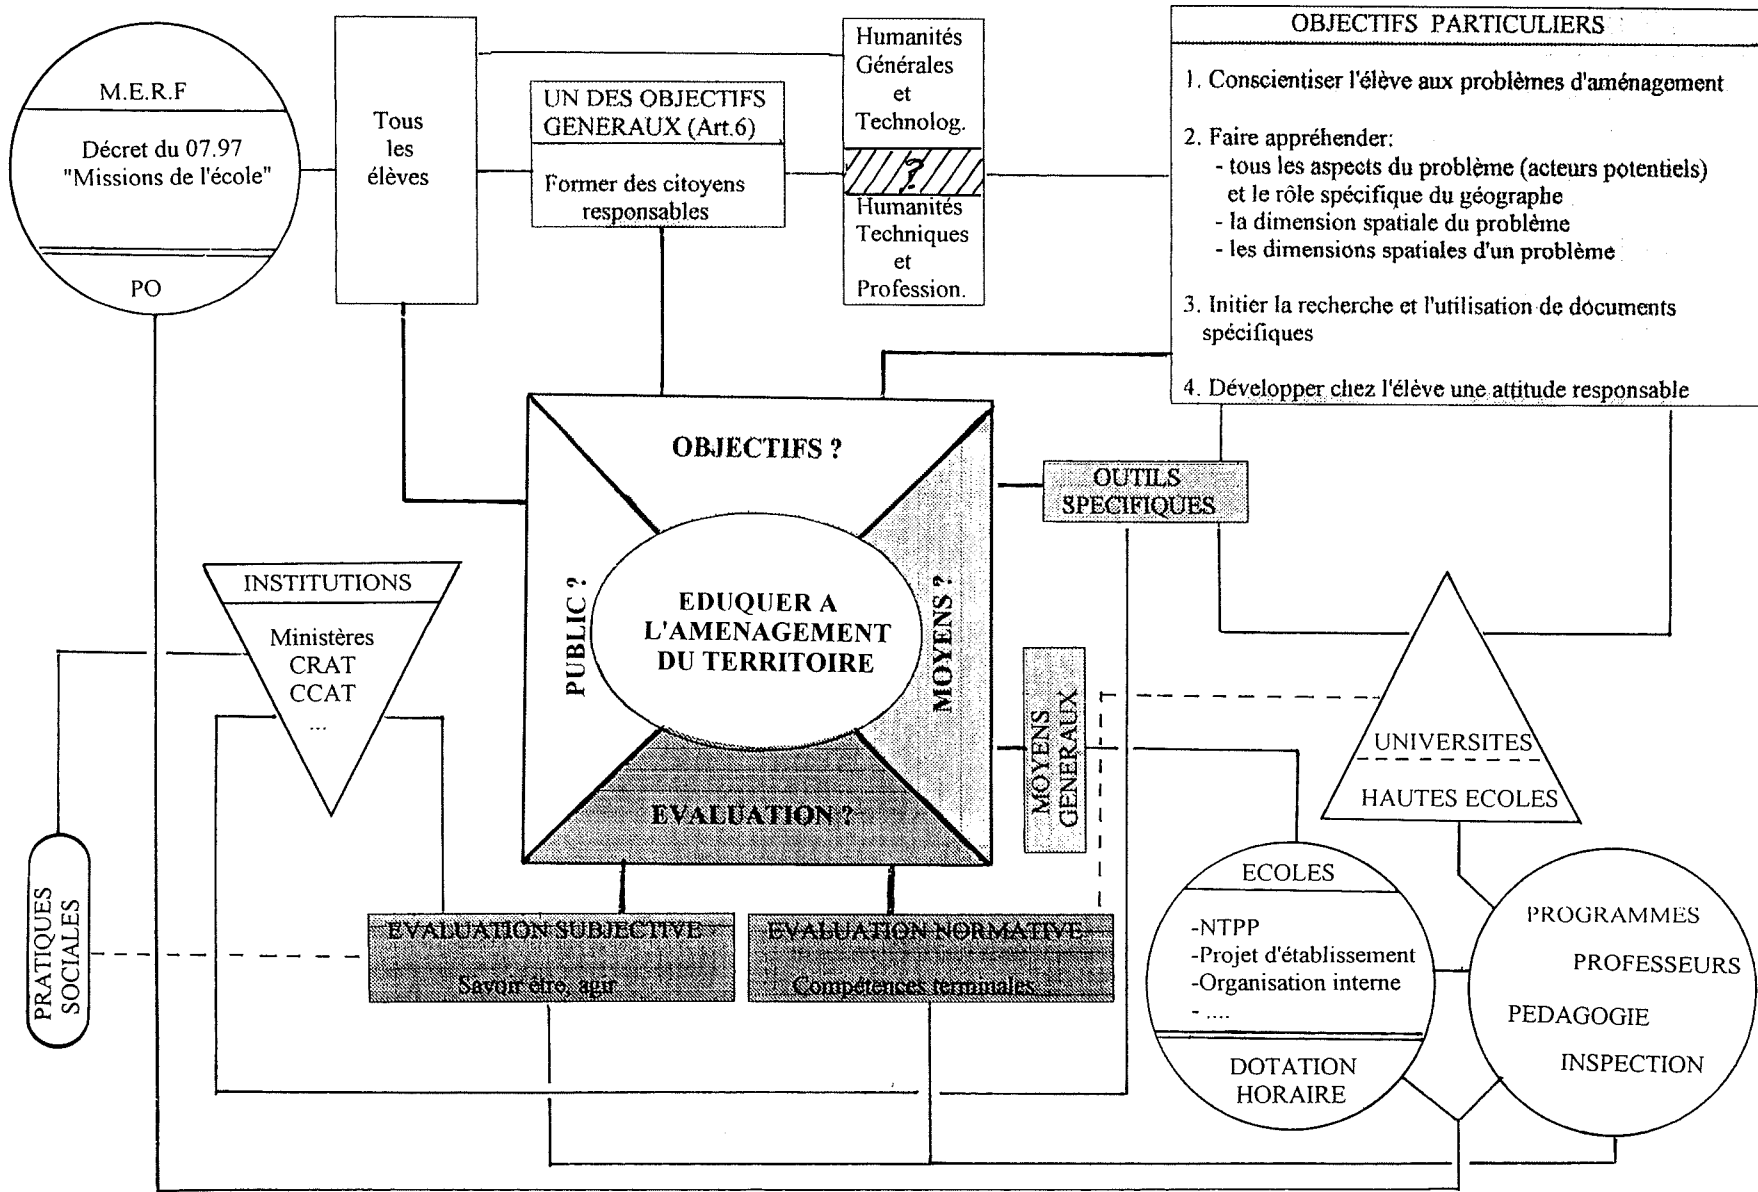 M.E.R.F
Décret du 07.97
"Missions de l'école"
PO
Tous
les
élèves
UN DES OBJECTIFS
GENERAUX (Art.6)
Former des citoyens
responsables
Humanités
Générales
et
Technolog.
?
Humanités
Techniques
et
Profession.
OBJECTIFS PARTICULIERS
1. Conscientiser l'élève aux problèmes d'aménagement
2. Faire appréhender:
- tous les aspects du problème (acteurs potentiels)
et le rôle spécifique du géographe
- la dimension spatiale du problème
- les dimensions spatiales d'un problème
3. Initier la recherche et l'utilisation de documents
spécifiques
4. Développer chez l'élève une attitude responsable
OBJECTIFS ?
PUBLIC ?
EDUQUER A
L'AMENAGEMENT
DU TERRITOIRE
MOYENS ?
EVALUATION ?
OUTILS
SPECIFIQUES
INSTITUTIONS
Ministères
CRAT
CCAT
...
MOYENS
GENERAUX
UNIVERSITES
HAUTES ECOLES
PRATIQUES
SOCIALES
EVALUATION SUBJECTIVE
Savoir être, agir
EVALUATION NORMATIVE
Compétences terminales
ECOLES
-NTPP
-Projet d'établissement
-Organisation interne
- ....
DOTATION
HORAIRE
PROGRAMMES
PROFESSEURS
PEDAGOGIE
INSPECTION